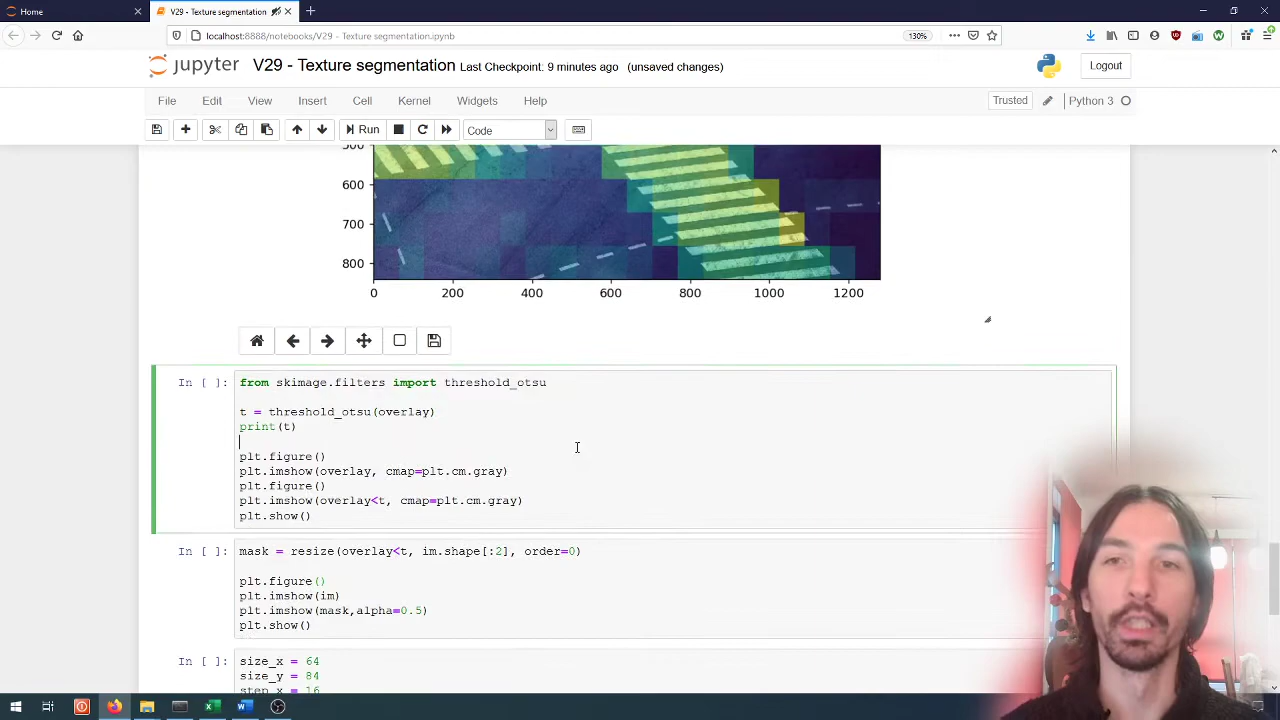 Home
V29 - Texture segmentation
localhost:8888/notebooks/V29 - Texture segmentation.ipynb
130%
jupyter V29 - Texture segmentation Last Checkpoint: 9 minutes ago (unsaved changes)
Logout
File Edit View Insert Cell Kernel Widgets Help
Trusted
Python 3
Run
Code
500
600
700
800
0 200 400 600 800 1000 1200
In [ ]: from skimage.filters import threshold_otsu
t = threshold_otsu(overlay)
print(t)
plt.figure()
plt.imshow(overlay, cmap=plt.cm.gray)
plt.figure()
plt.imshow(overlay<t, cmap=plt.cm.gray)
plt.show()
In [ ]: mask = resize(overlay<t, im.shape[:2], order=0)
plt.figure()
plt.imshow(im)
plt.imshow(mask,alpha=0.5)
plt.show()
In [ ]: size_x = 64
size_y = 84
step_x = 16